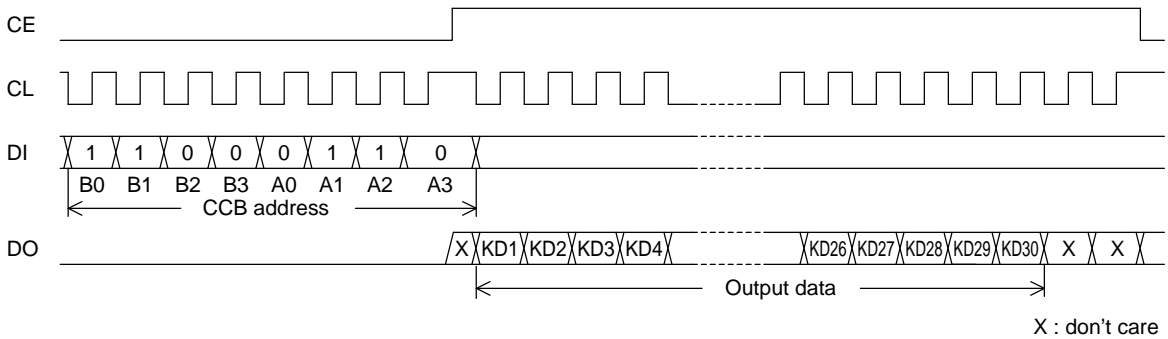 CE
CL
DI 1 1 0 0 0 1 1 0
B0 B1 B2 B3 A0 A1 A2 A3
CCB address
DO X KD1 KD2 KD3 KD4 KD26 KD27 KD28 KD29 KD30 X X
Output data
X : don't care